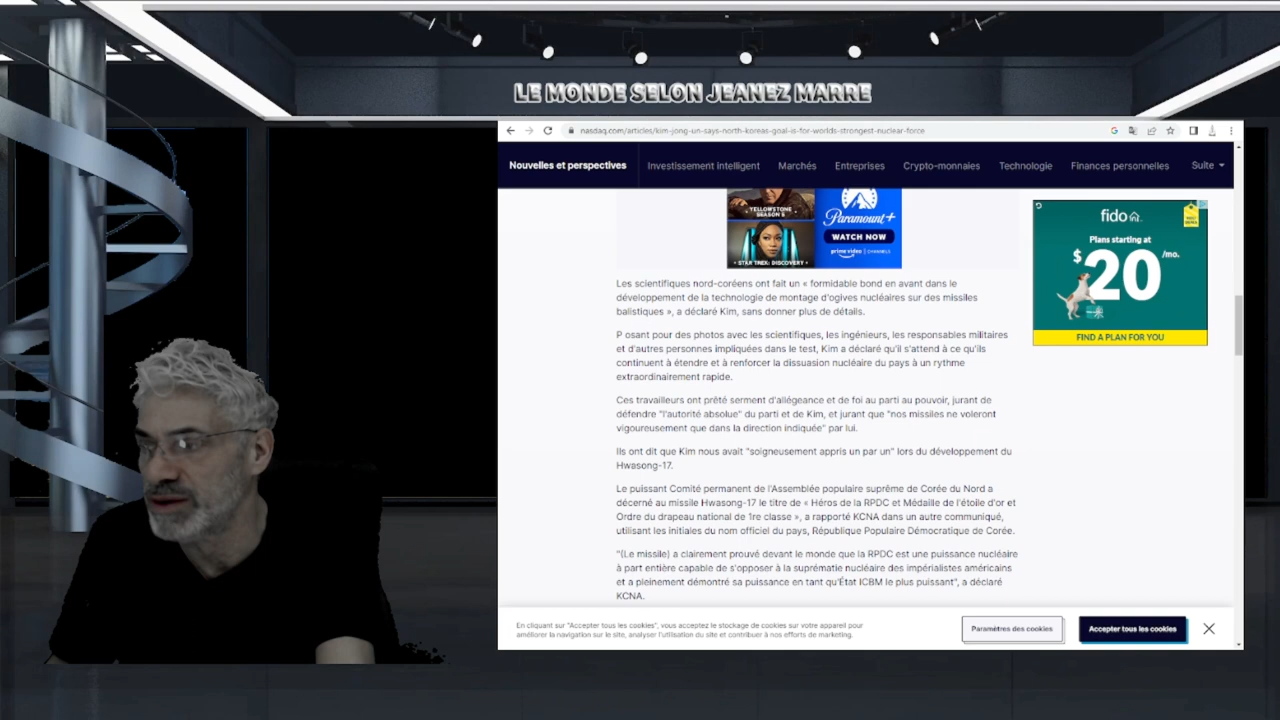 LE MONDE SELON JEANEZ MARRE
nasdaq.com/articles/kim-jong-un-says-north-koreas-goal-is-for-worlds-strongest-nuclear-force
Nouvelles et perspectives Investissement intelligent Marchés Entreprises Crypto-monnaies Technologie Finances personnelles Suite
YELLOWSTONE
SEASON 5
• STAR TREK: DISCOVERY •
Paramount+
WATCH NOW
prime video | CHANNELS
fido
Plans starting at
$20/mo.
FIND A PLAN FOR YOU
Les scientifiques nord-coréens ont fait un « formidable bond en avant dans le
développement de la technologie de montage d'ogives nucléaires sur des missiles
balistiques », a déclaré Kim, sans donner plus de détails.
P osant pour des photos avec les scientifiques, les ingénieurs, les responsables militaires
et d'autres personnes impliquées dans le test, Kim a déclaré qu'il s'attend à ce qu'ils
continuent à étendre et à renforcer la dissuasion nucléaire du pays à un rythme
extraordinairement rapide.
Ces travailleurs ont prêté serment d'allégeance et de foi au parti au pouvoir, jurant de
défendre "l'autorité absolue" du parti et de Kim, et jurant que "nos missiles ne voleront
vigoureusement que dans la direction indiquée" par lui.
Ils ont dit que Kim nous avait "soigneusement appris un par un" lors du développement du
Hwasong-17.
Le puissant Comité permanent de l'Assemblée populaire suprême de Corée du Nord a
décerné au missile Hwasong-17 le titre de « Héros de la RPDC et Médaille de l'étoile d'or et
Ordre du drapeau national de 1re classe », a rapporté KCNA dans un autre communiqué,
utilisant les initiales du nom officiel du pays, République Populaire Démocratique de Corée.
"(Le missile) a clairement prouvé devant le monde que la RPDC est une puissance nucléaire
à part entière capable de s'opposer à la suprématie nucléaire des impérialistes américains
et a pleinement démontré sa puissance en tant qu'État ICBM le plus puissant", a déclaré
KCNA.
En cliquant sur "Accepter tous les cookies", vous acceptez le stockage de cookies sur votre appareil pour
améliorer la navigation sur le site, analyser l'utilisation du site et contribuer à nos efforts de marketing.
Paramètres des cookies
Accepter tous les cookies